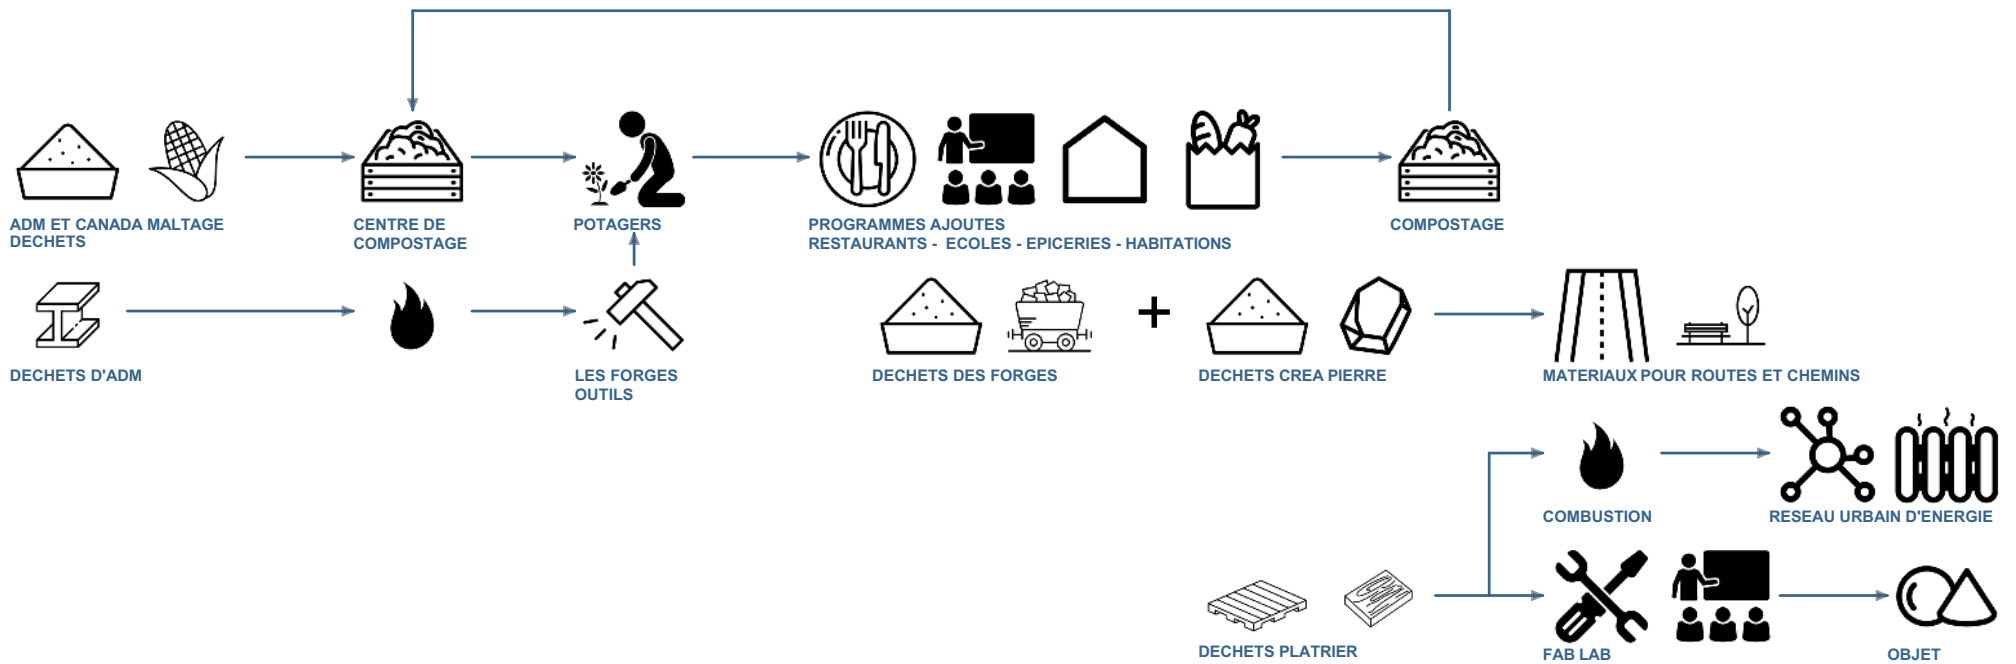 ADM ET CANADA MALTAGE
DECHETS
CENTRE DE
COMPOSTAGE
POTAGERS
PROGRAMMES AJOUTES
RESTAURANTS - ECOLES - EPICERIES - HABITATIONS
COMPOSTAGE
DECHETS D'ADM
LES FORGES
OUTILS
DECHETS DES FORGES
+
DECHETS CREA PIERRE
MATERIAUX POUR ROUTES ET CHEMINS
COMBUSTION
RESEAU URBAIN D'ENERGIE
DECHETS PLATRIER
FAB LAB
OBJET